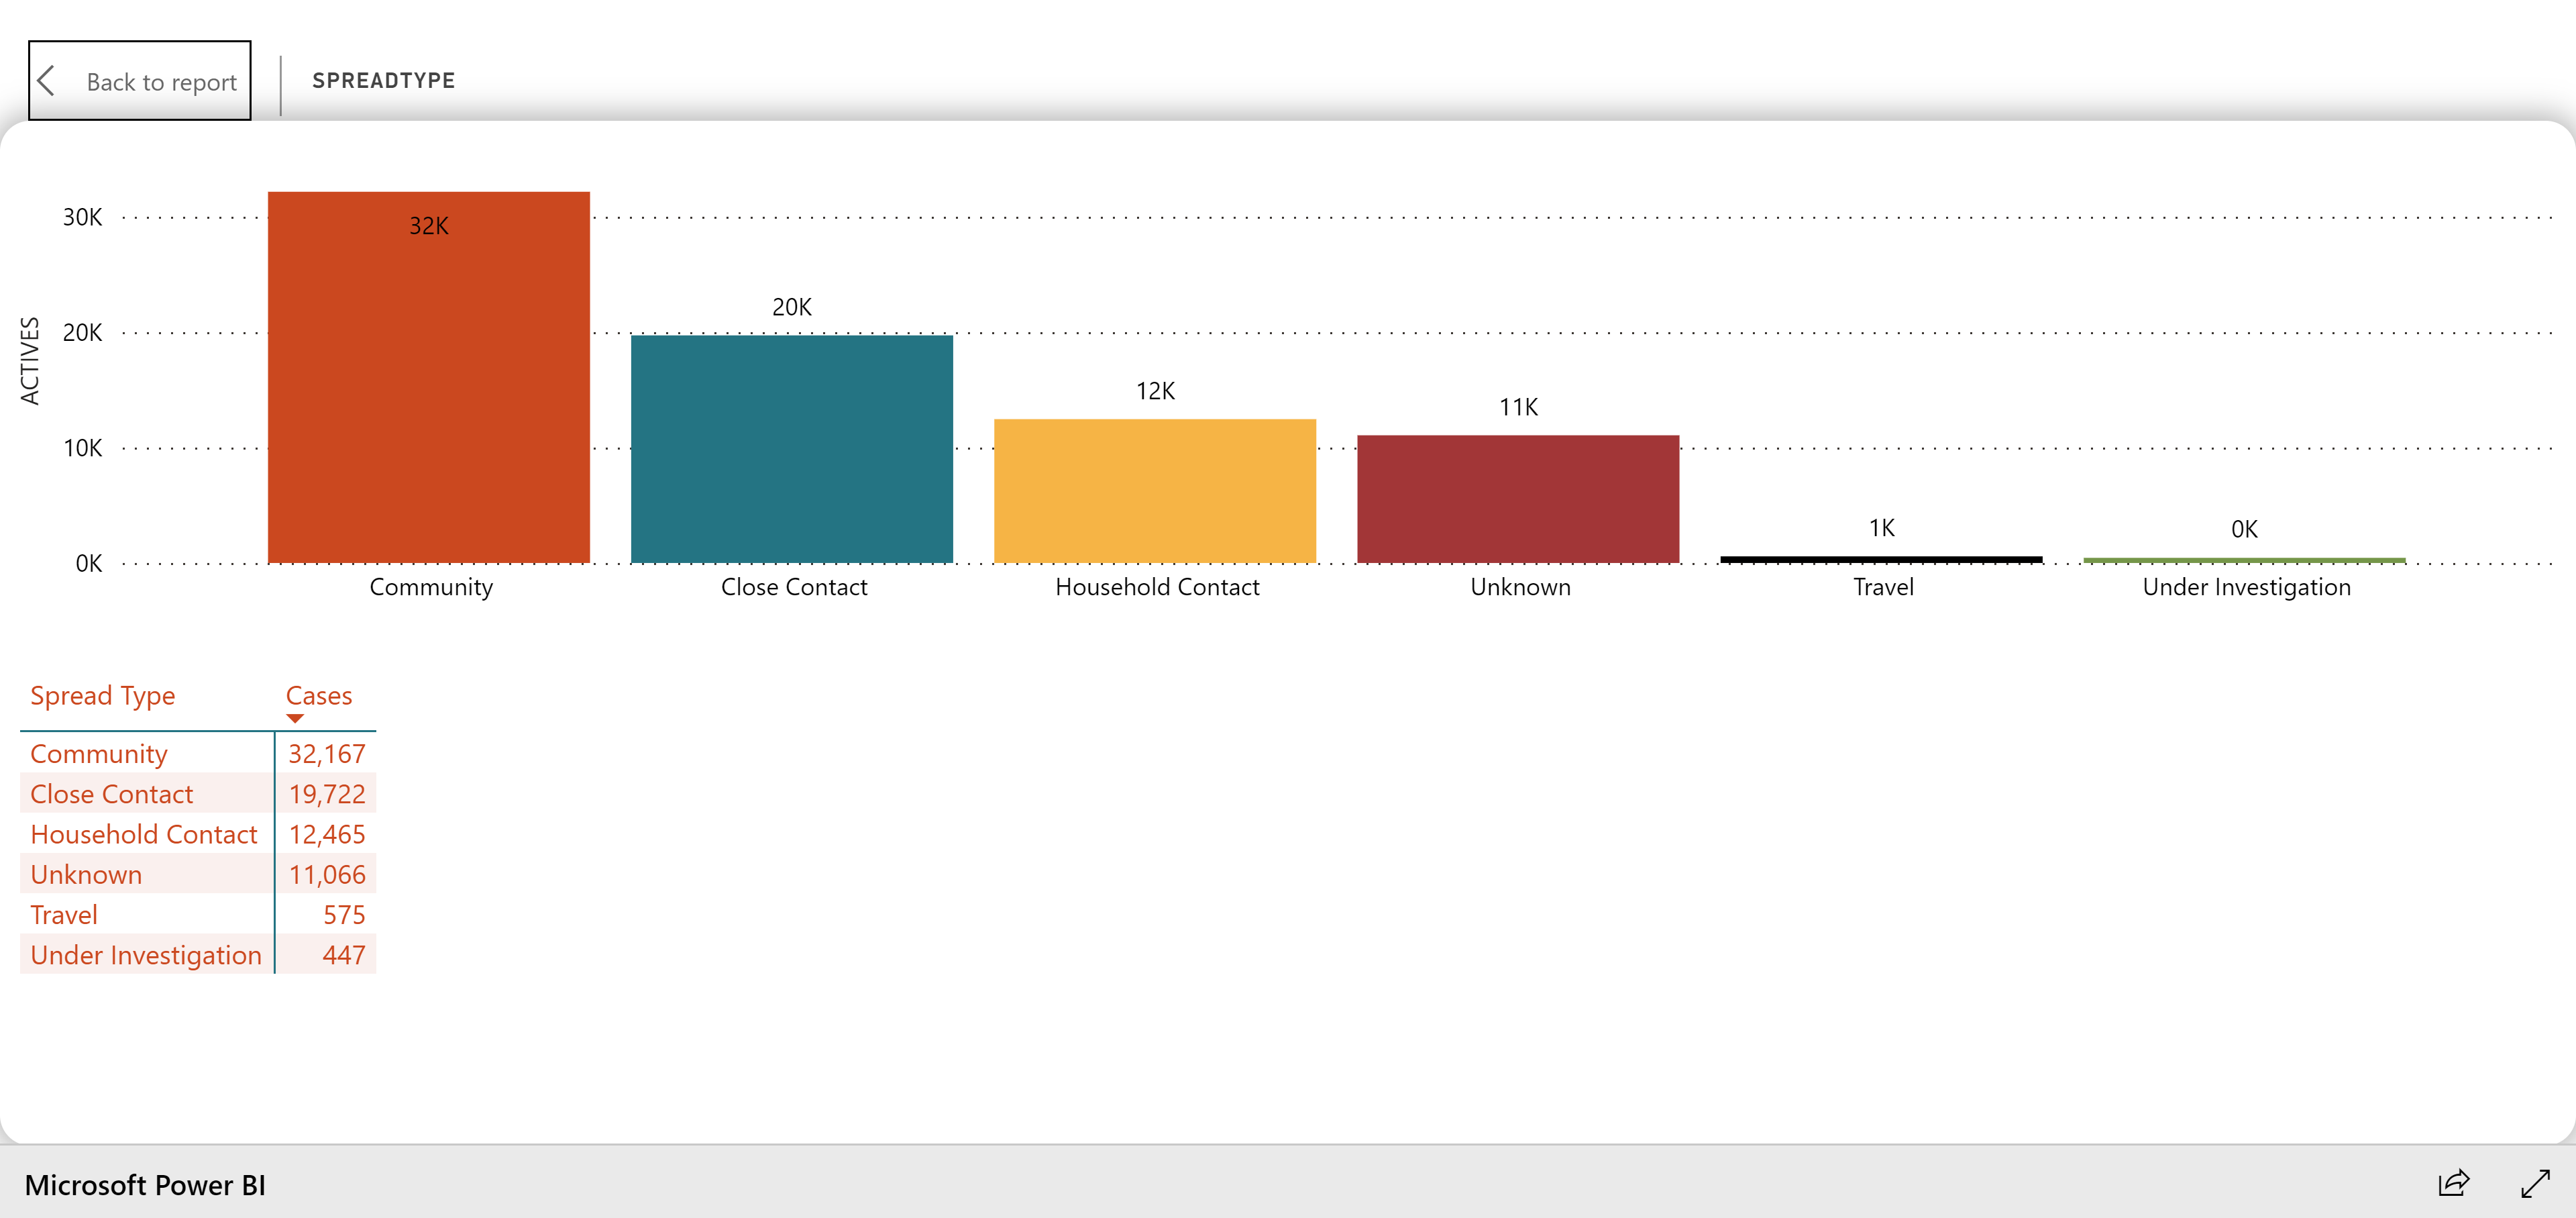 Back to report
SPREADTYPE
ACTIVES
30K
20K
10K
0K
32K
20K
12K
11K
1K
0K
Community
Close Contact
Household Contact
Unknown
Travel
Under Investigation
Spread Type Cases
Community 32,167
Close Contact 19,722
Household Contact 12,465
Unknown 11,066
Travel 575
Under Investigation 447
Microsoft Power BI